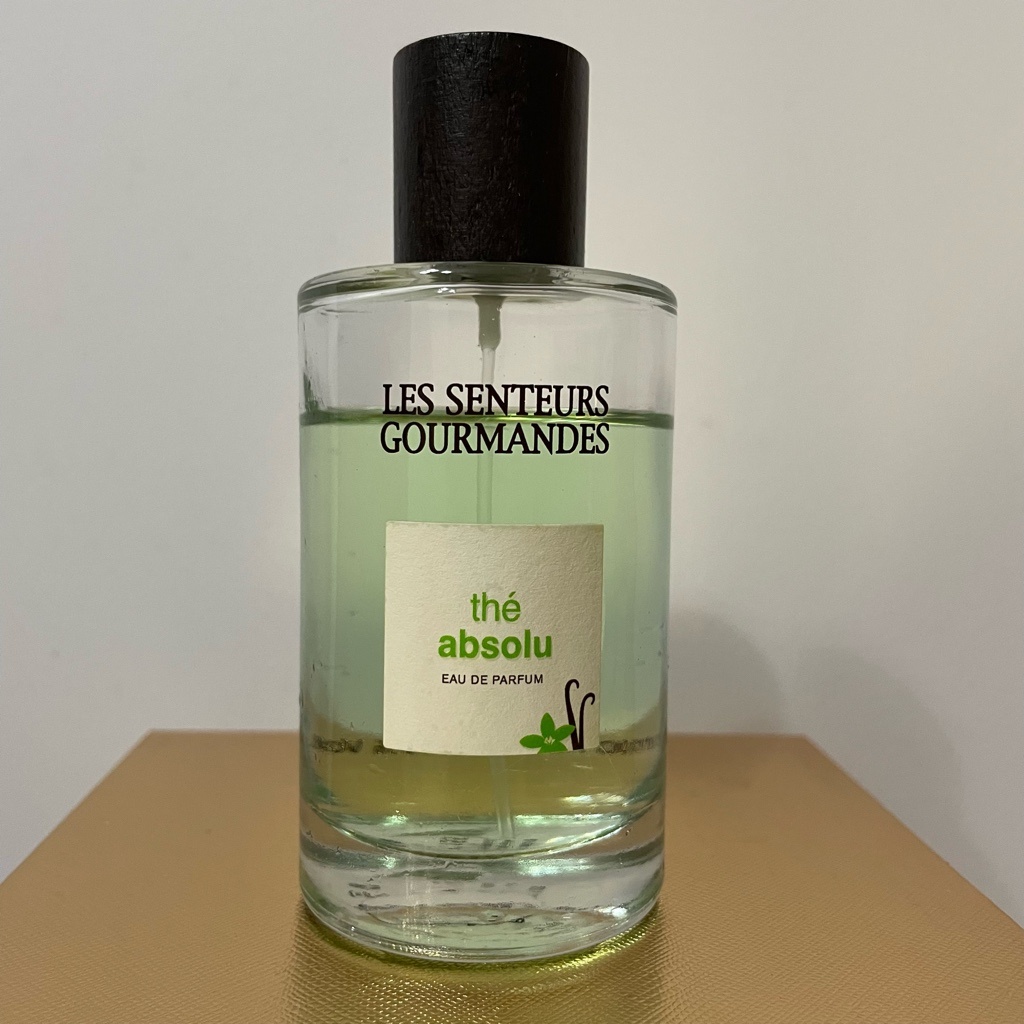 LES SENTEURS
GOURMANDES
thé
absolu
EAU DE PARFUM